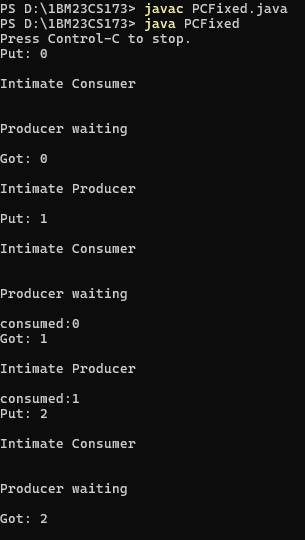 PS D:\1BM23CS173> javac PCFixed.java
PS D:\1BM23CS173> java PCFixed
Press Control-C to stop.
Put: 0
Intimate Consumer
Producer waiting
Got: 0
Intimate Producer
Put: 1
Intimate Consumer
Producer waiting
consumed:0
Got: 1
Intimate Producer
consumed:1
Put: 2
Intimate Consumer
Producer waiting
Got: 2